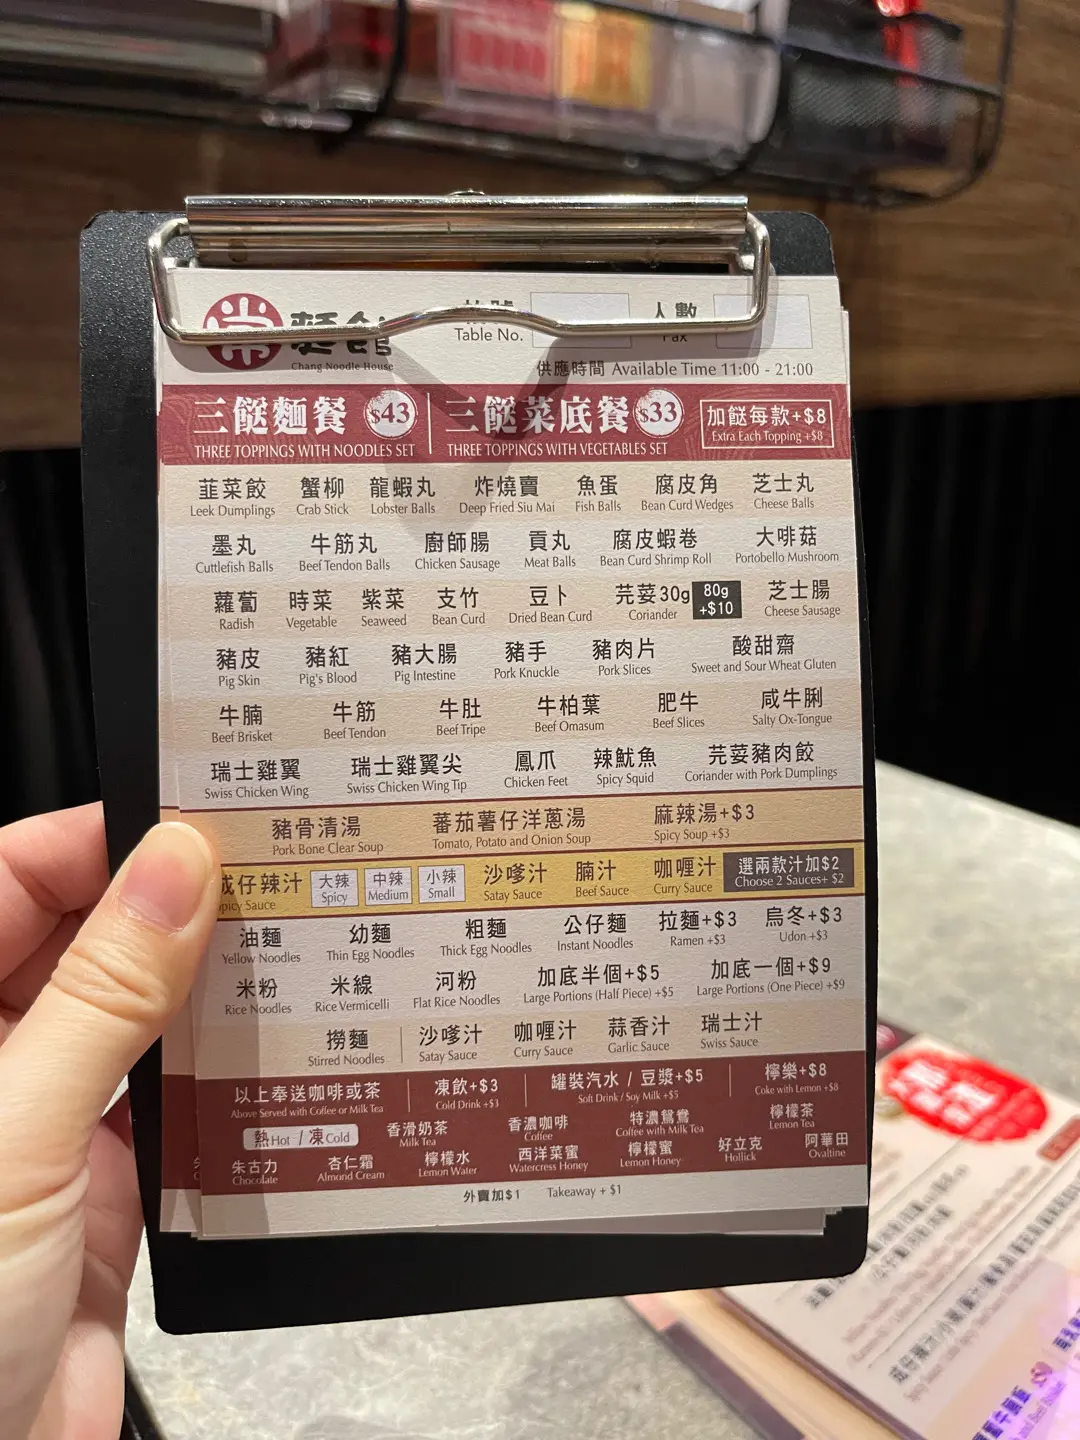 常 麵館
Chang Noodle House
Table No.
人數
供應時間 Available Time 11:00 - 21:00
三餸麵餐 $43 三餸菜底餐 $33 加餸每款+$8
THREE TOPPINGS WITH NOODLES SET THREE TOPPINGS WITH VEGETABLES SET Extra Each Topping +$8
韮菜餃 蟹柳 龍蝦丸 炸燒賣 魚蛋 腐皮角 芝士丸
Leek Dumplings Crab Stick Lobster Balls Deep Fried Siu Mai Fish Balls Bean Curd Wedges Cheese Balls
墨丸 牛筋丸 廚師腸 貢丸 腐皮蝦卷 大啡菇
Cuttlefish Balls Beef Tendon Balls Chicken Sausage Meat Balls Bean Curd Shrimp Roll Portobello Mushroom
蘿蔔 時菜 紫菜 支竹 豆卜 芫荽30g 80g +$10 芝士腸
Radish Vegetable Seaweed Bean Curd Dried Bean Curd Coriander Cheese Sausage
豬皮 豬紅 豬大腸 豬手 豬肉片 酸甜齋
Pig Skin Pig's Blood Pig Intestine Pork Knuckle Pork Slices Sweet and Sour Wheat Gluten
牛腩 牛筋 牛肚 牛柏葉 肥牛 咸牛脷
Beef Brisket Beef Tendon Beef Tripe Beef Omasum Beef Slices Salty Ox-Tongue
瑞士雞翼 瑞士雞翼尖 鳳爪 辣魷魚 芫荽豬肉餃
Swiss Chicken Wing Swiss Chicken Wing Tip Chicken Feet Spicy Squid Coriander with Pork Dumplings
豬骨清湯 蕃茄薯仔洋蔥湯 麻辣湯+$3
Pork Bone Clear Soup Tomato, Potato and Onion Soup Spicy Soup +$3
成仔辣汁 大辣 中辣 小辣 沙嗲汁 腩汁 咖喱汁 選兩款汁加$2
Spicy Sauce Spicy Medium Small Satay Sauce Beef Sauce Curry Sauce Choose 2 Sauces+ $2
油麵 幼麵 粗麵 公仔麵 拉麵+$3 烏冬+$3
Yellow Noodles Thin Egg Noodles Thick Egg Noodles Instant Noodles Ramen +$3 Udon +$3
米粉 米線 河粉 加底半個+$5 加底一個+$9
Rice Noodles Rice Vermicelli Flat Rice Noodles Large Portions (Half Piece) +$5 Large Portions (One Piece) +$9
撈麵 沙嗲汁 咖喱汁 蒜香汁 瑞士汁
Stirred Noodles Satay Sauce Curry Sauce Garlic Sauce Swiss Sauce
以上奉送咖啡或茶 凍飲+$3 罐裝汽水 / 豆漿+$5 檸樂+$8
Above Served with Coffee or Milk Tea Cold Drink +$3 Soft Drink / Soy Milk +$5 Coke with Lemon +$8
熱Hot / 凍Cold 香滑奶茶 香濃咖啡 特濃鴛鴦 檸檬茶
Milk Tea Coffee Coffee with Milk Tea Lemon Tea
朱古力 杏仁霜 檸檬水 西洋菜蜜 檸檬蜜 好立克 阿華田
Chocolate Almond Cream Lemon Water Watercress Honey Lemon Honey Hollick Ovaltine
外賣加$1 Takeaway + $1